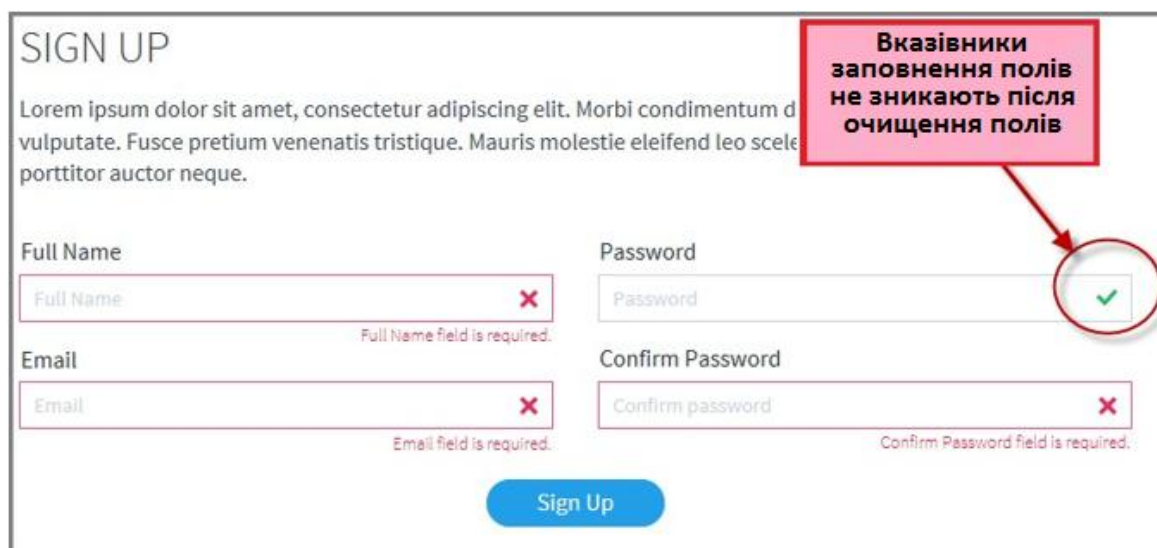 SIGN UP
Вказівники
заповнення полів
не зникають після
очищення полів
Lorem ipsum dolor sit amet, consectetur adipiscing elit. Morbi condimentum d
vulputate. Fusce pretium venenatis tristique. Mauris molestie eleifend leo scele
porttitor auctor neque.
Full Name
Password
Full Name
Password
Full Name field is required.
Email
Confirm Password
Email
Confirm password
Email field is required.
Confirm Password field is required.
Sign Up